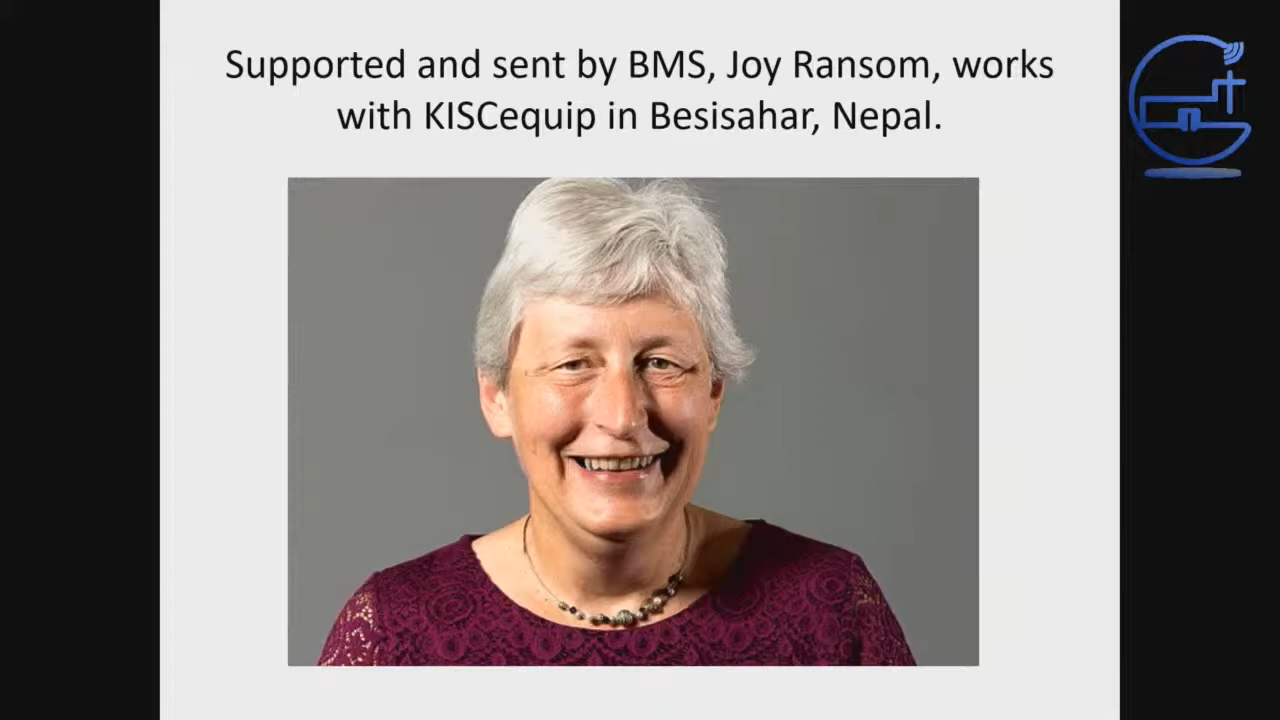 Supported and sent by BMS, Joy Ransom, works
with KISCequip in Besisahar, Nepal.